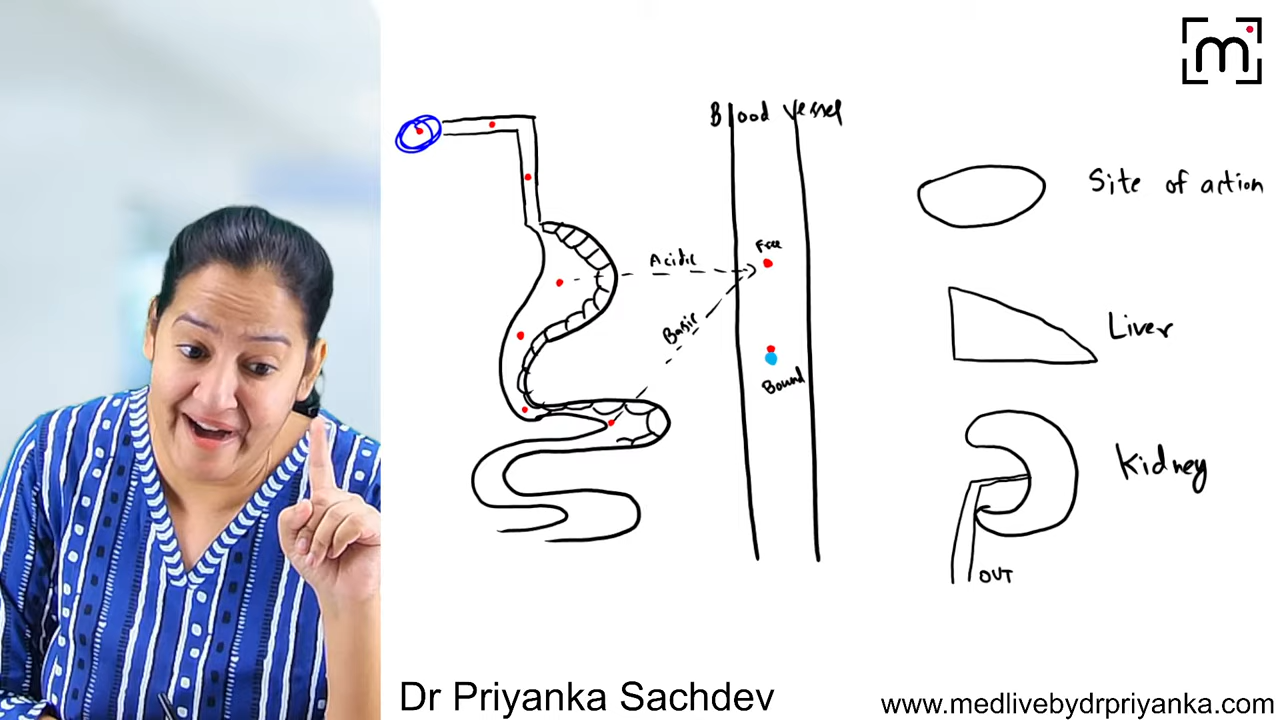 m
Blood Vessel
Site of action
Free
Acidic
Basic
Liver
Bound
Kidney
OUT
Dr Priyanka Sachdev
www.medlivebydrpriyanka.com